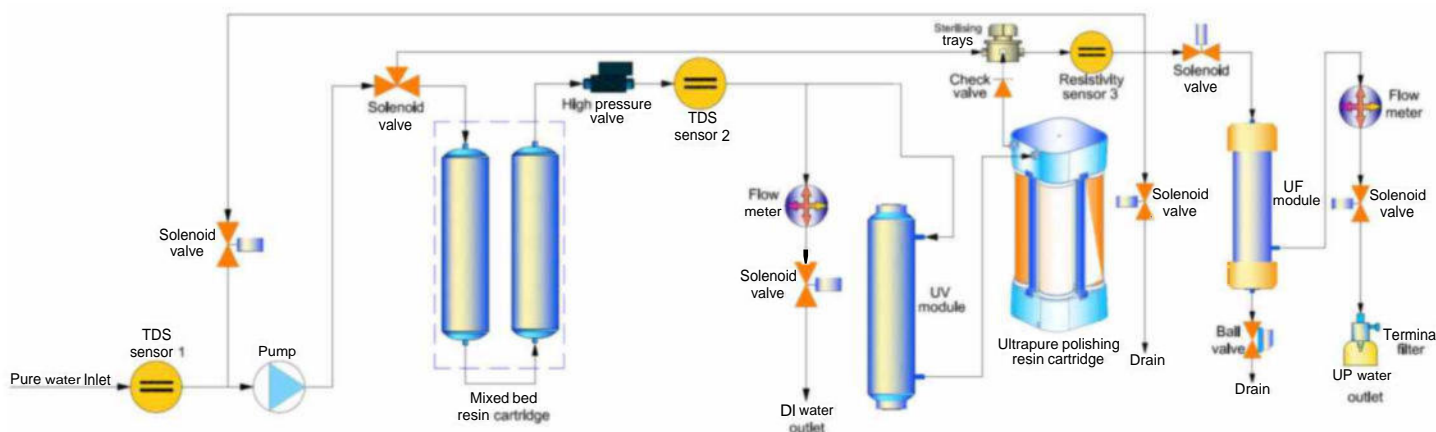 Sterilising
trays
Solenoid
valve
High pressure
valve
TDS
sensor 2
Check
valve
Resistivity
sensor 3
Solenoid
valve
Flow
meter
Solenoid
valve
Flow
meter
Solenoid
valve
UV
module
Solenoid
valve
UF
module
Solenoid
valve
TDS
sensor 1
Pump
Pure water Inlet
Mixed bed
resin cartridge
DI water
outlet
Ultrapure polishing
resin cartridge
Drain
Ball
valve
Drain
Termina
filter
UP water
outlet